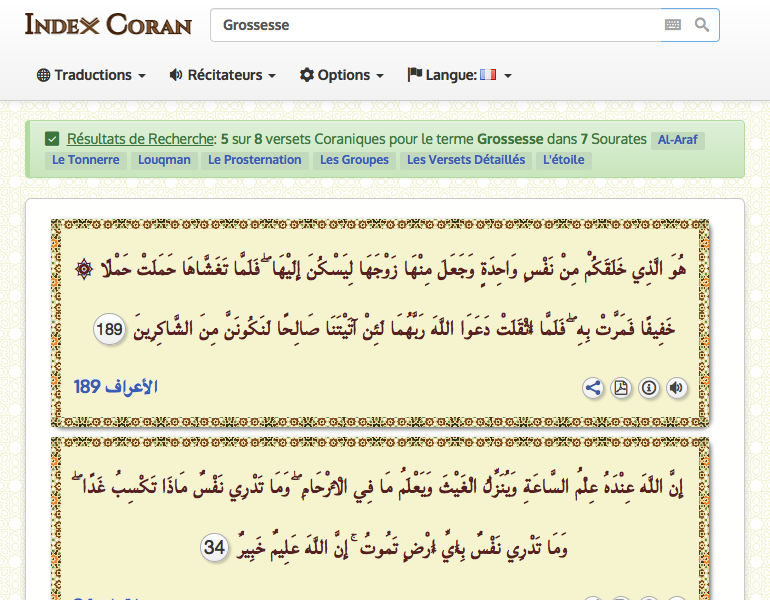 Index Coran
Grossesse
Traductions
Récitateurs
Options
Langue:
Résultats de Recherche: 5 sur 8 versets Coraniques pour le terme Grossesse dans 7 Sourates Al-Araf
Le Tonnerre Louqman Le Prosternation Les Groupes Les Versets Détaillés L'étoile
هُوَ الَّذِي خَلَقَكُمْ مِنْ نَفْسٍ وَاحِدَةٍ وَجَعَلَ مِنْهَا زَوْجَهَا لِيَسْكُنَ إِلَيْهَا ۖ فَلَمَّا تَغَشَّاهَا حَمَلَتْ حَمْلًا ۞
خَفِيفًا فَمَرَّتْ بِهِ ۖ فَلَمَّا أَثْقَلَتْ دَعَوَا اللَّهَ رَبَّهُمَا لَئِنْ آتَيْتَنَا صَالِحًا لَنَكُونَنَّ مِنَ الشَّاكِرِينَ 189
الأعراف 189
إِنَّ اللَّهَ عِنْدَهُ عِلْمُ السَّاعَةِ وَيُنَزِّلُ الْغَيْثَ وَيَعْلَمُ مَا فِي الْأَرْحَامِ ۖ وَمَا تَدْرِي نَفْسٌ مَاذَا تَكْسِبُ غَدًا ۖ
وَمَا تَدْرِي نَفْسٌ بِأَيِّ أَرْضٍ تَمُوتُ ۚ إِنَّ اللَّهَ عَلِيمٌ خَبِيرٌ 34